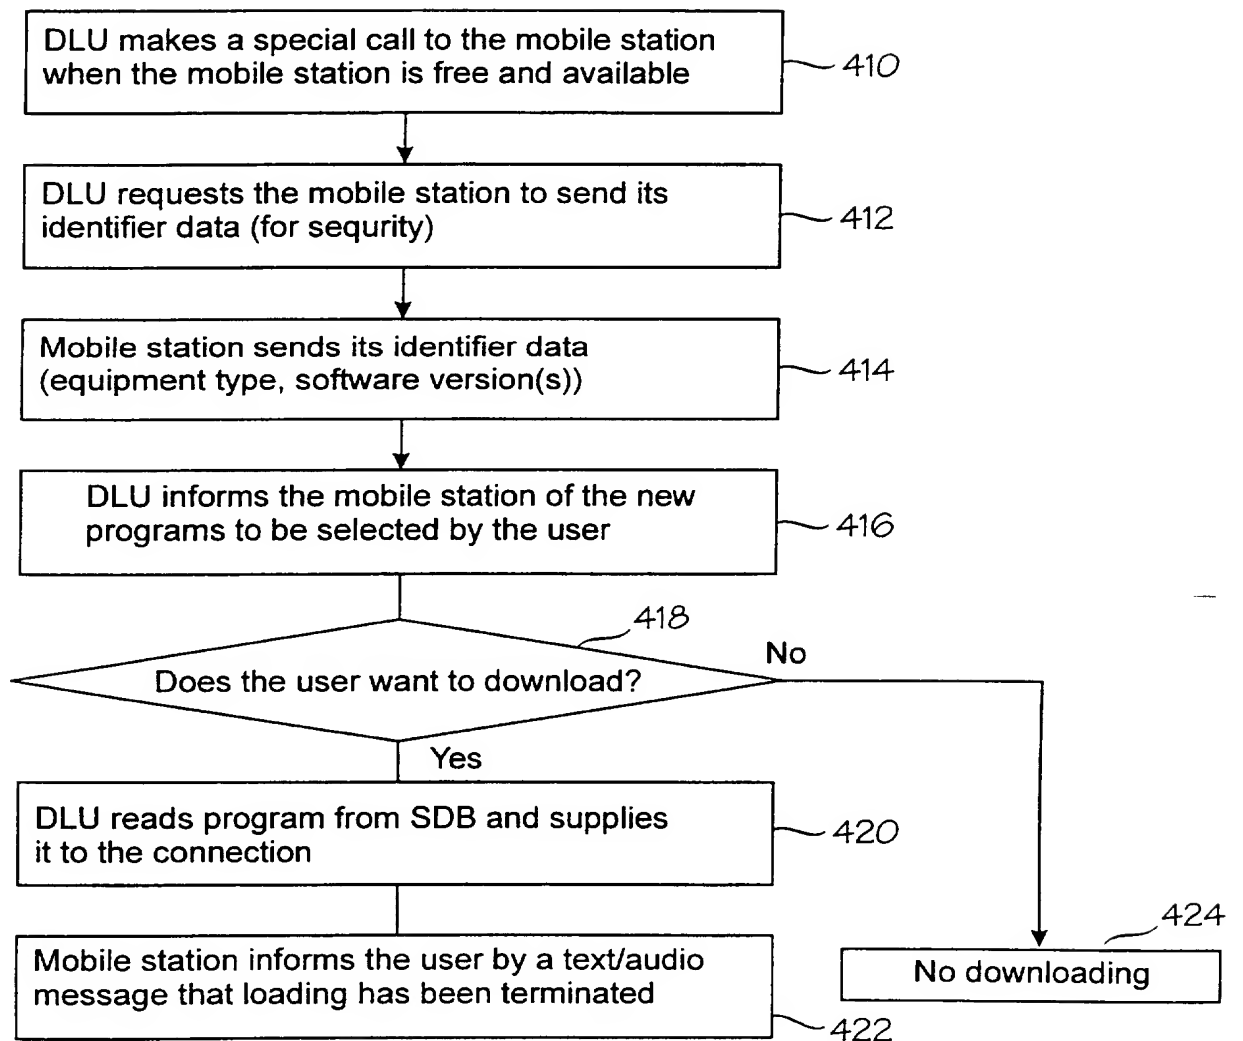 DLU makes a special call to the mobile station
when the mobile station is free and available
410
DLU requests the mobile station to send its
identifier data (for sequrity)
412
Mobile station sends its identifier data
(equipment type, software version(s))
414
DLU informs the mobile station of the new
programs to be selected by the user
416
418
Does the user want to download?
No
Yes
DLU reads program from SDB and supplies
it to the connection
420
424
No downloading
Mobile station informs the user by a text/audio
message that loading has been terminated
422